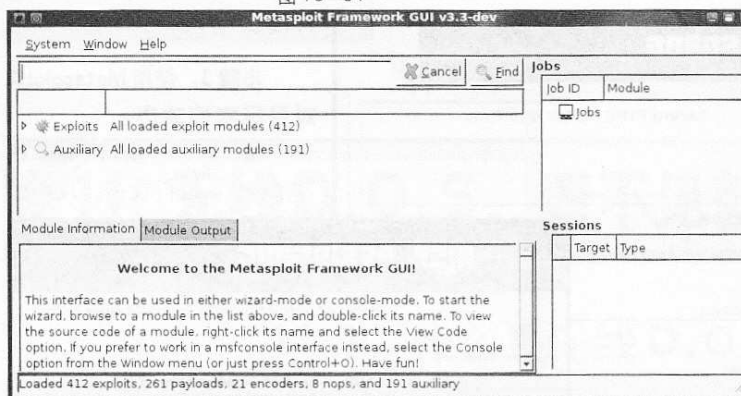 Metasploit Framework GUI v3.3-dev
System Window Help
Cancel Find
Jobs
Job ID Module
Jobs
Exploits All loaded exploit modules (412)
Auxiliary All loaded auxiliary modules (191)
Module Information Module Output
Sessions
Target Type
Welcome to the Metasploit Framework GUI!
This interface can be used in either wizard-mode or console-mode. To start the
wizard, browse to a module in the list above, and double-click its name. To view
the source code of a module, right-click its name and select the View Code
option. If you prefer to work in a msfconsole interface instead, select the Console
option from the Window menu (or just press Control+O). Have fun!
Loaded 412 exploits, 261 payloads, 21 encoders, 8 nops, and 191 auxiliary